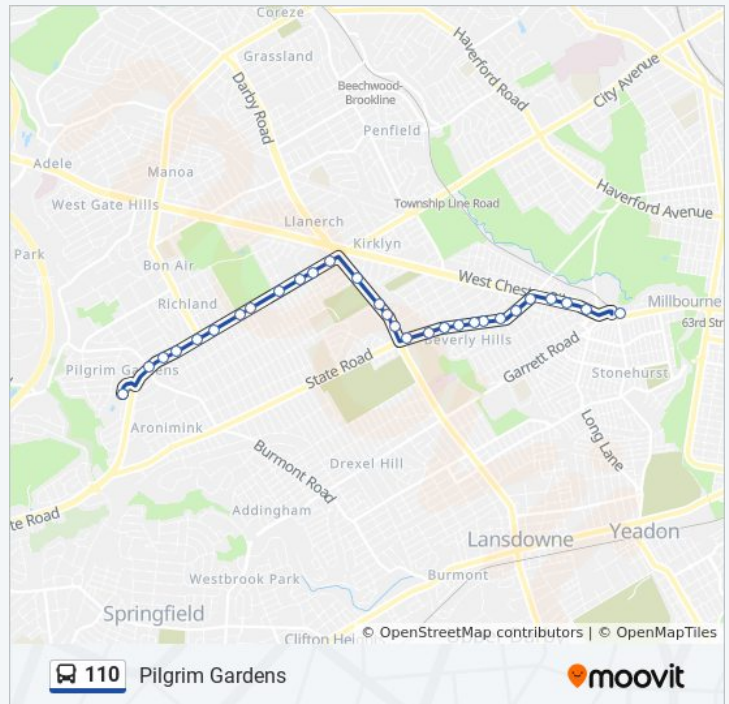 Coreze
Grassland
Haverford Road
Darby Road
Beechwood-
Brookline
City Avenue
Penfield
Adele
Manoa
Haverford Avenue
West Gate Hills
Township Line Road
Llanerch
Kirklyn
Park
Bon Air
West Chest
Richland
Millbourne
63rd Str
Beverly Hills
Garrett Road
Pilgrim Gardens
State Road
Stonehurst
Aronimink
Long Lane
Drexel Hill
Burmont Road
te Road
Addingham
Lansdowne
Yeadon
Westbrook Park
Burmont
Springfield
Clifton Heights
© OpenStreetMap contributors | © OpenMapTiles
110 Pilgrim Gardens
moovit